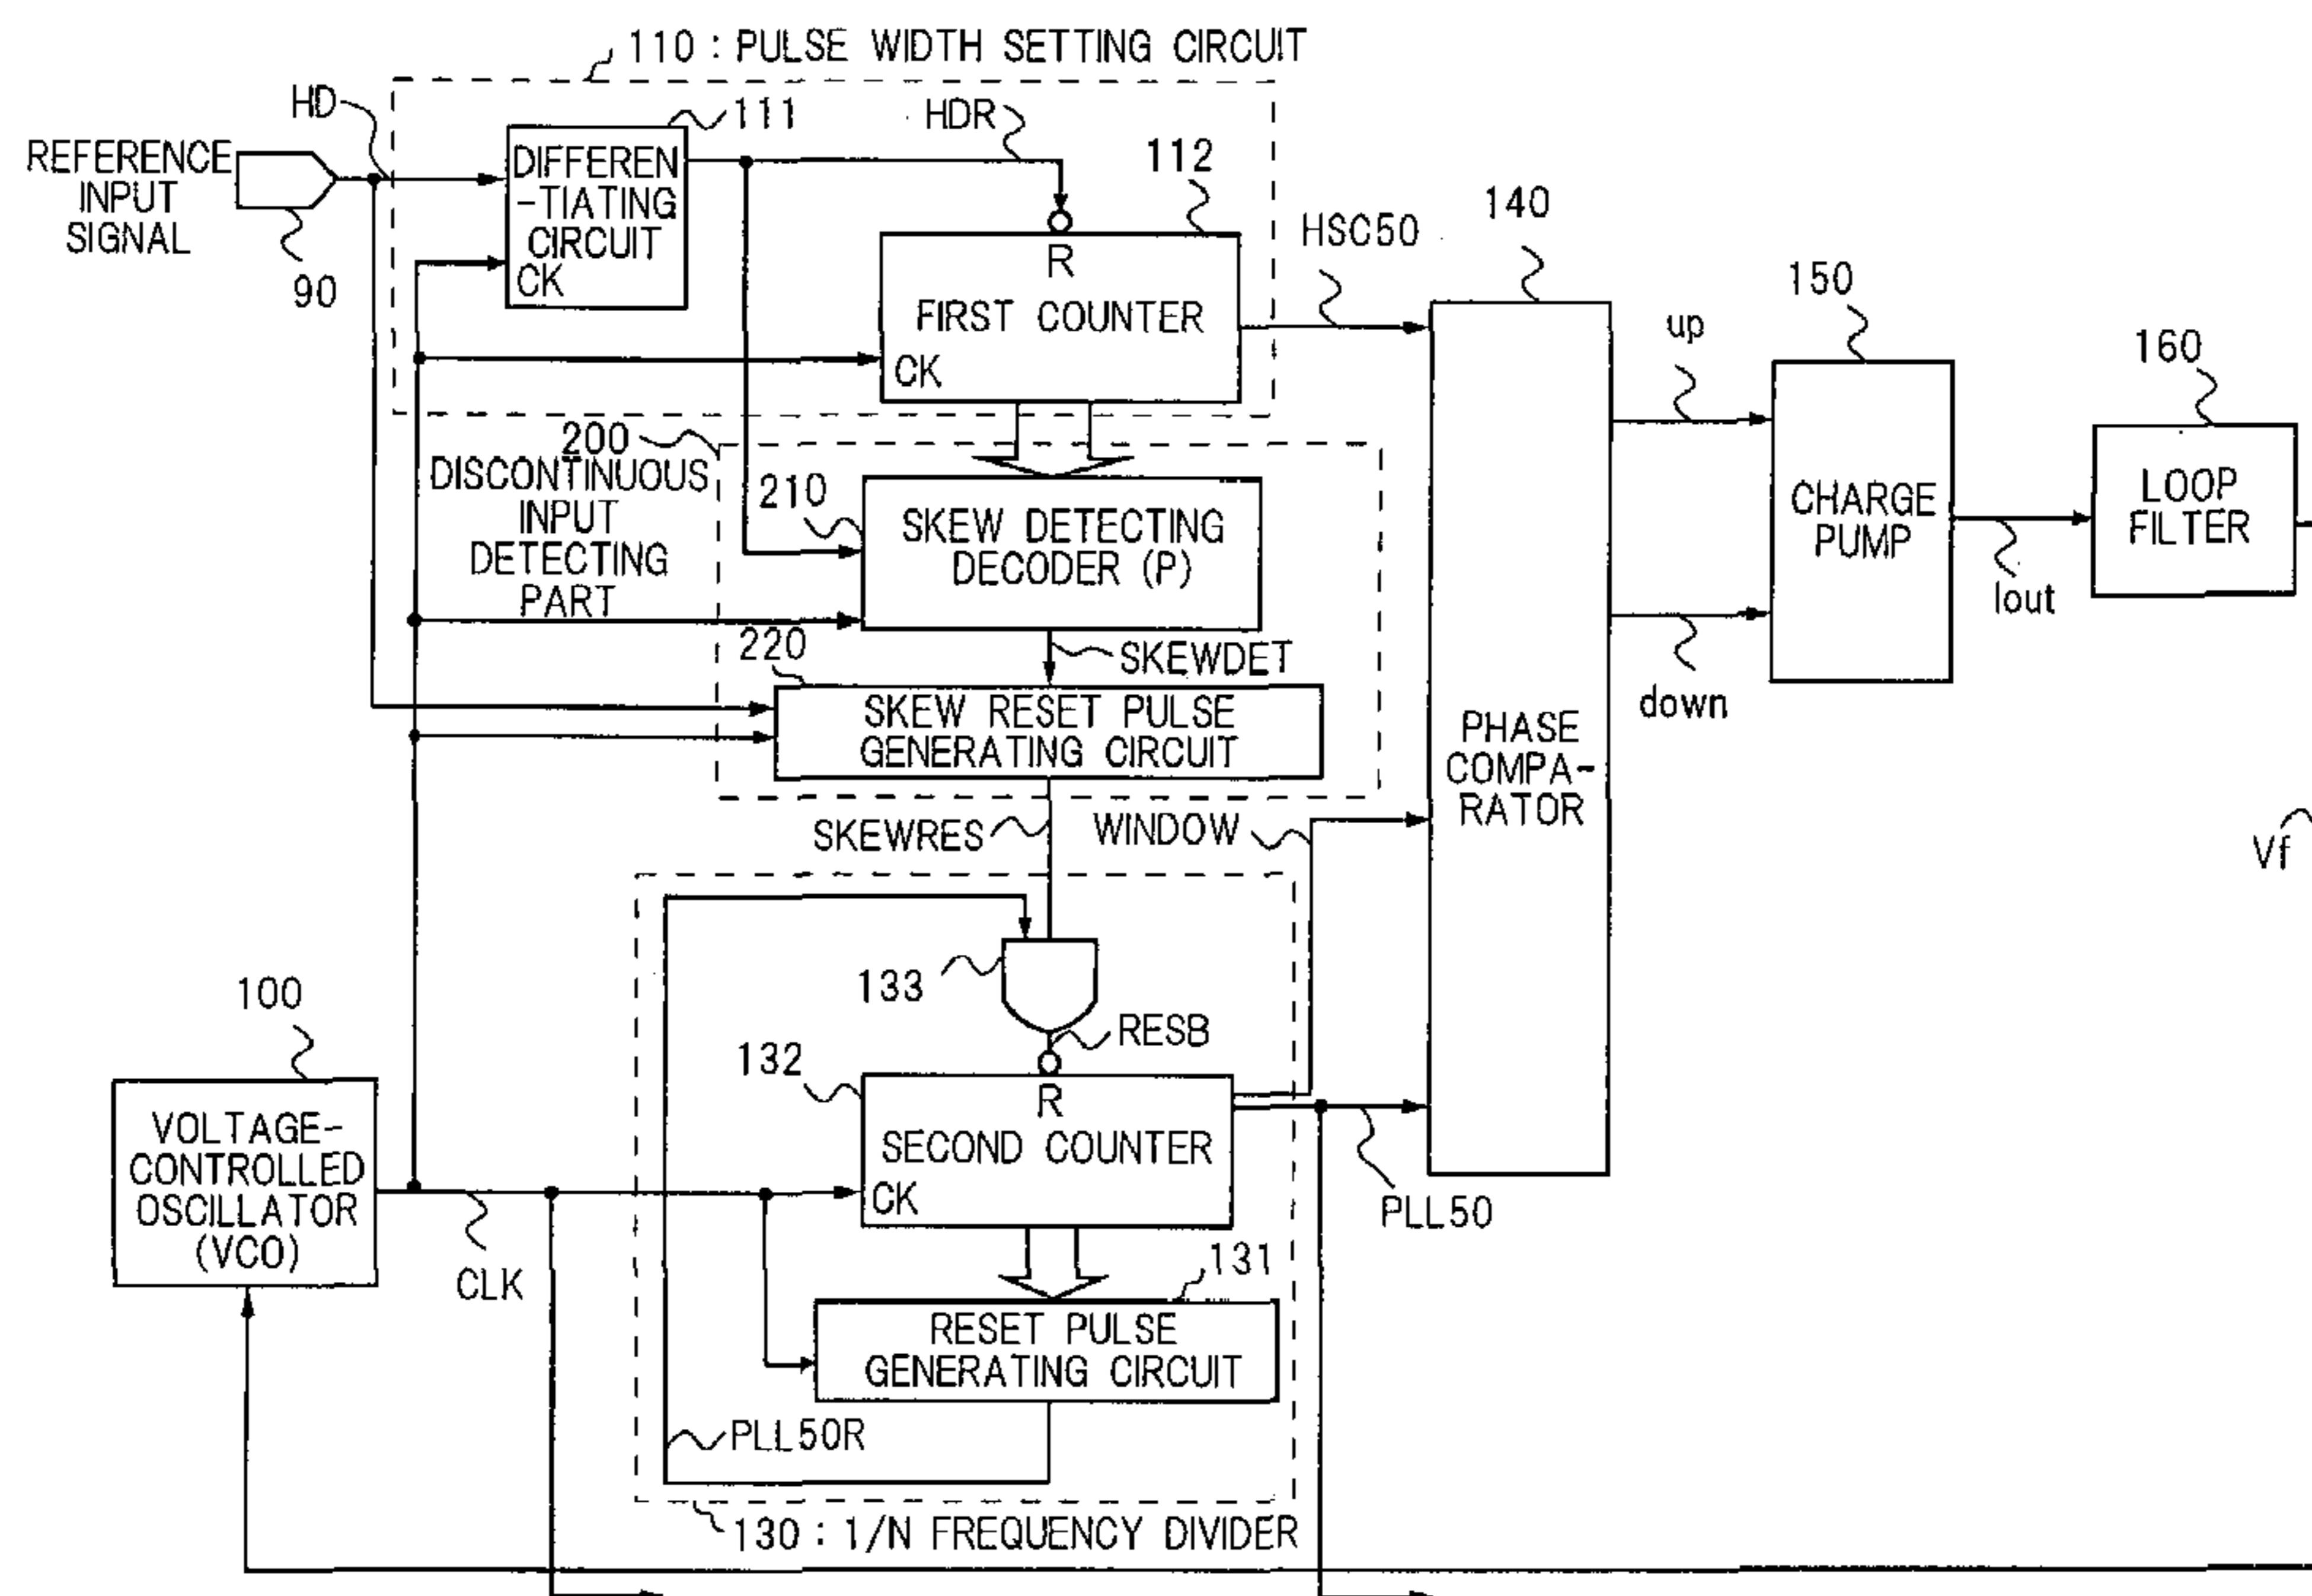 110 : PULSE WIDTH SETTING CIRCUIT
HD
111
HDR
REFERENCE
INPUT
SIGNAL
90
DIFFEREN
-TIATING
CIRCUIT
CK
112
R
FIRST COUNTER
CK
HSC50
140
150
160
up
down
PHASE
COMPA-
RATOR
CHARGE
PUMP
Iout
LOOP
FILTER
Vf
200
DISCONTINUOUS
INPUT
DETECTING
PART
210
SKEW DETECTING
DECODER (P)
SKEWDET
220
SKEW RESET PULSE
GENERATING CIRCUIT
SKEWRES
WINDOW
133
RESB
132
R
SECOND COUNTER
CK
PLL50
100
VOLTAGE-
CONTROLLED
OSCILLATOR
(VCO)
CLK
131
RESET PULSE
GENERATING CIRCUIT
PLL50R
130 : 1/N FREQUENCY DIVIDER